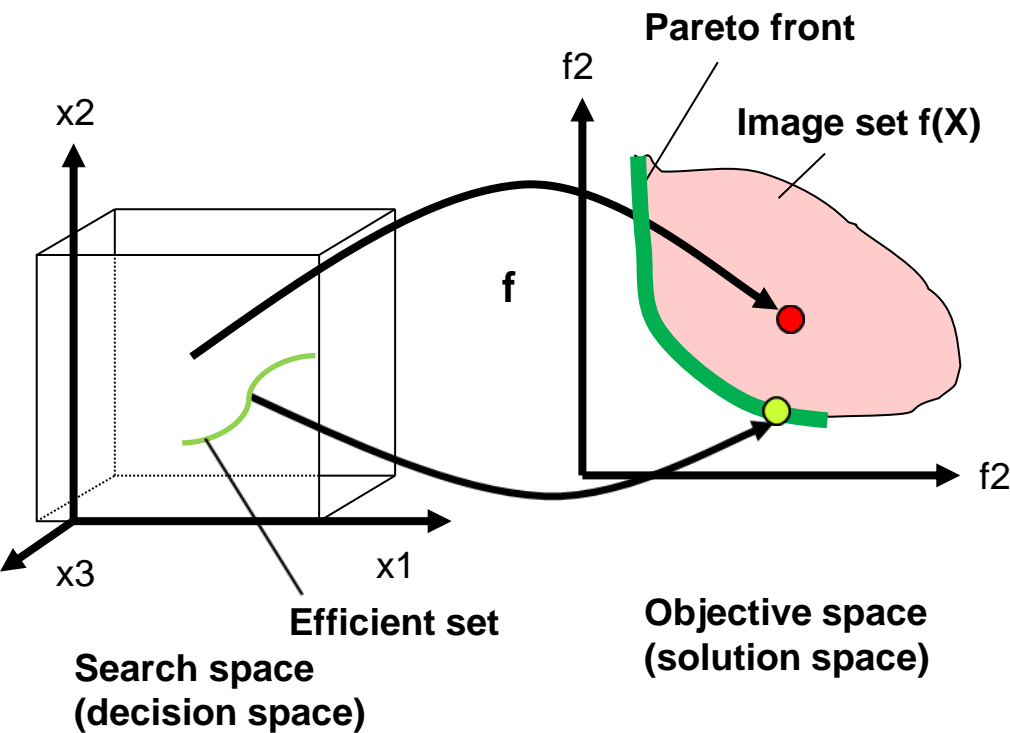 Pareto front
f2
Image set f(X)
x2
f
f2
x3
x1
Efficient set
Objective space
(solution space)
Search space
(decision space)